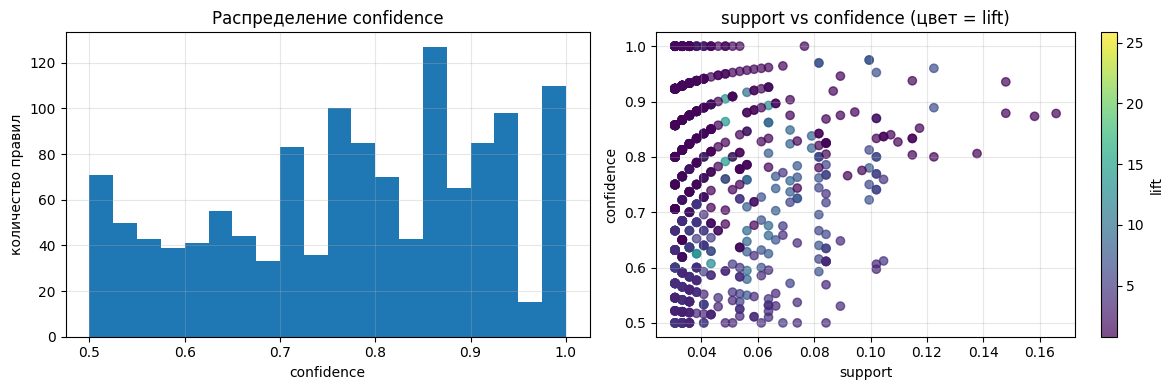 Распределение confidence
количество правил
120
100
80
60
40
20
0
0.5 0.6 0.7 0.8 0.9 1.0
confidence
support vs confidence (цвет = lift)
confidence
1.0
0.9
0.8
0.7
0.6
0.5
0.04 0.06 0.08 0.10 0.12 0.14 0.16
support
25
20
15
10
5
lift